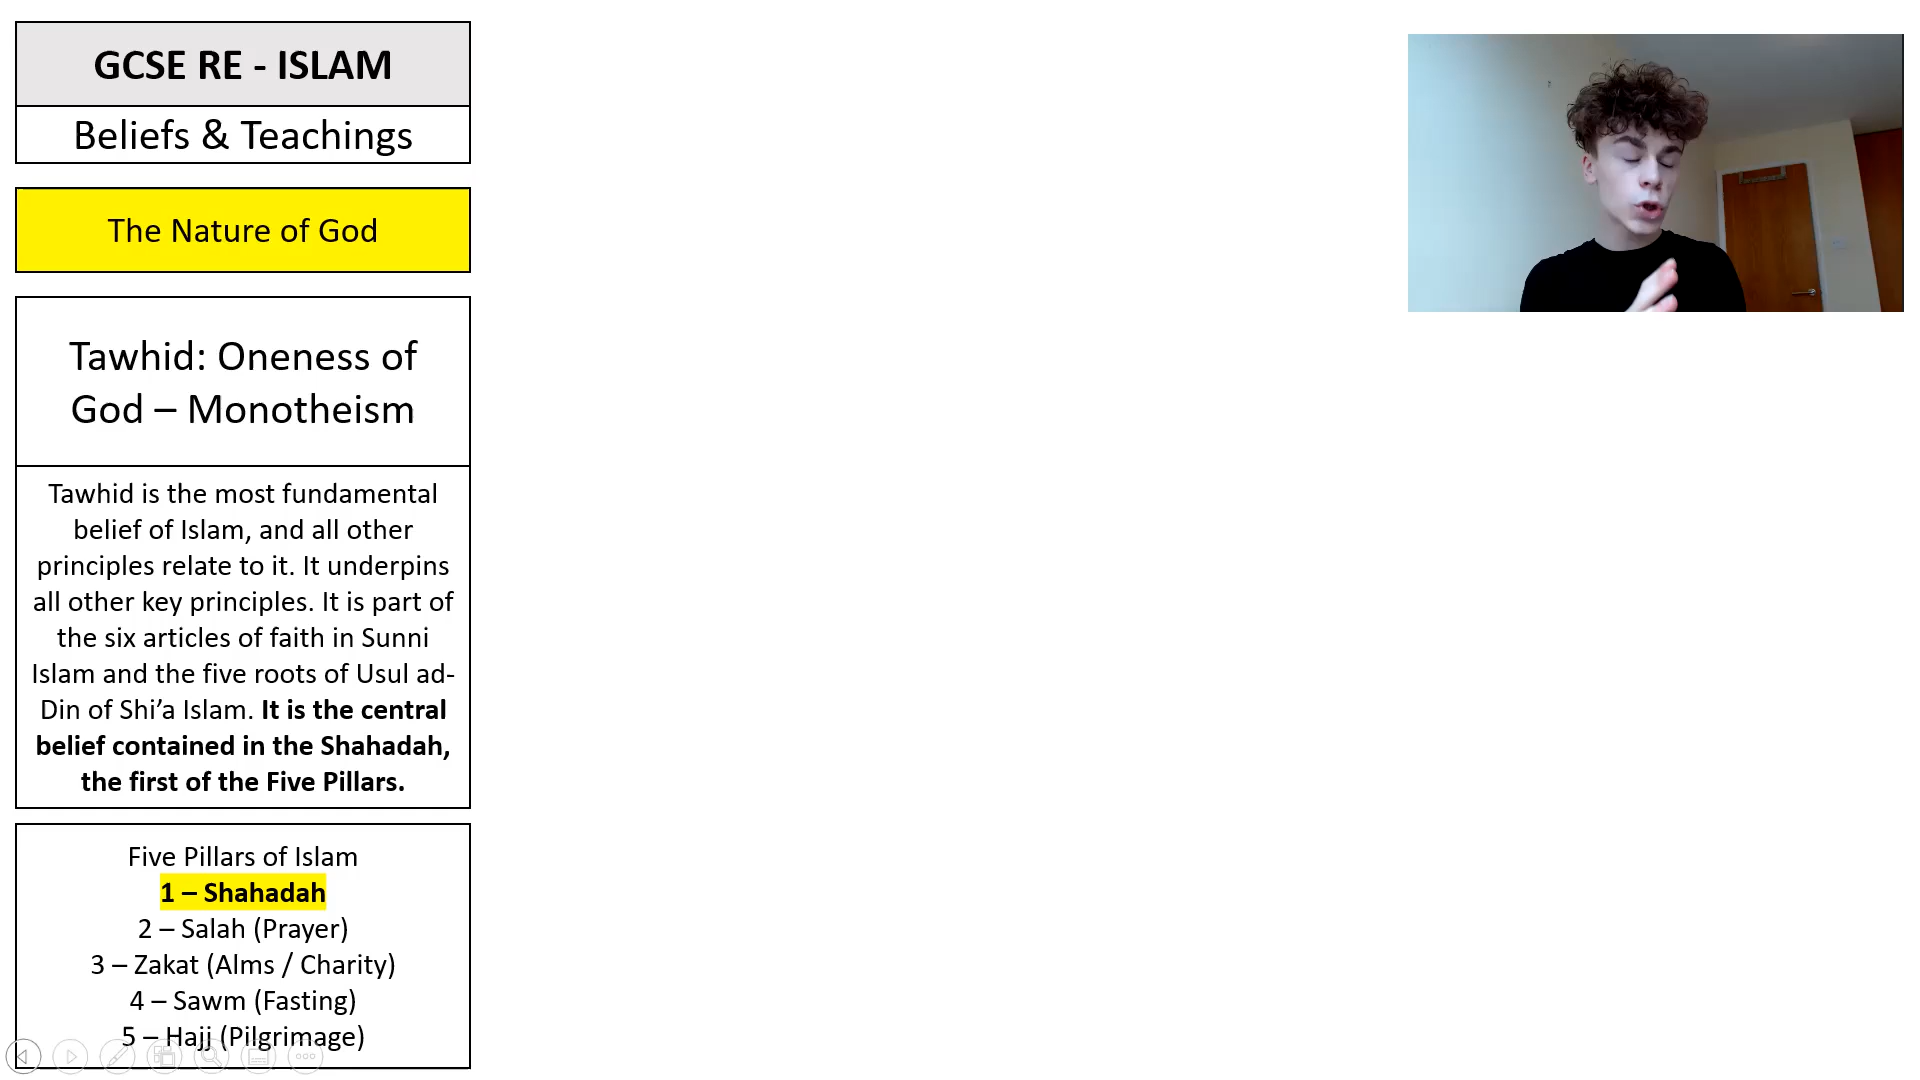 GCSE RE - ISLAM
Beliefs & Teachings
The Nature of God
Tawhid: Oneness of
God – Monotheism
Tawhid is the most fundamental
belief of Islam, and all other
principles relate to it. It underpins
all other key principles. It is part of
the six articles of faith in Sunni
Islam and the five roots of Usul ad-
Din of Shi’a Islam. It is the central
belief contained in the Shahadah,
the first of the Five Pillars.
Five Pillars of Islam
1 – Shahadah
2 – Salah (Prayer)
3 – Zakat (Alms / Charity)
4 – Sawm (Fasting)
5 – Hajj (Pilgrimage)